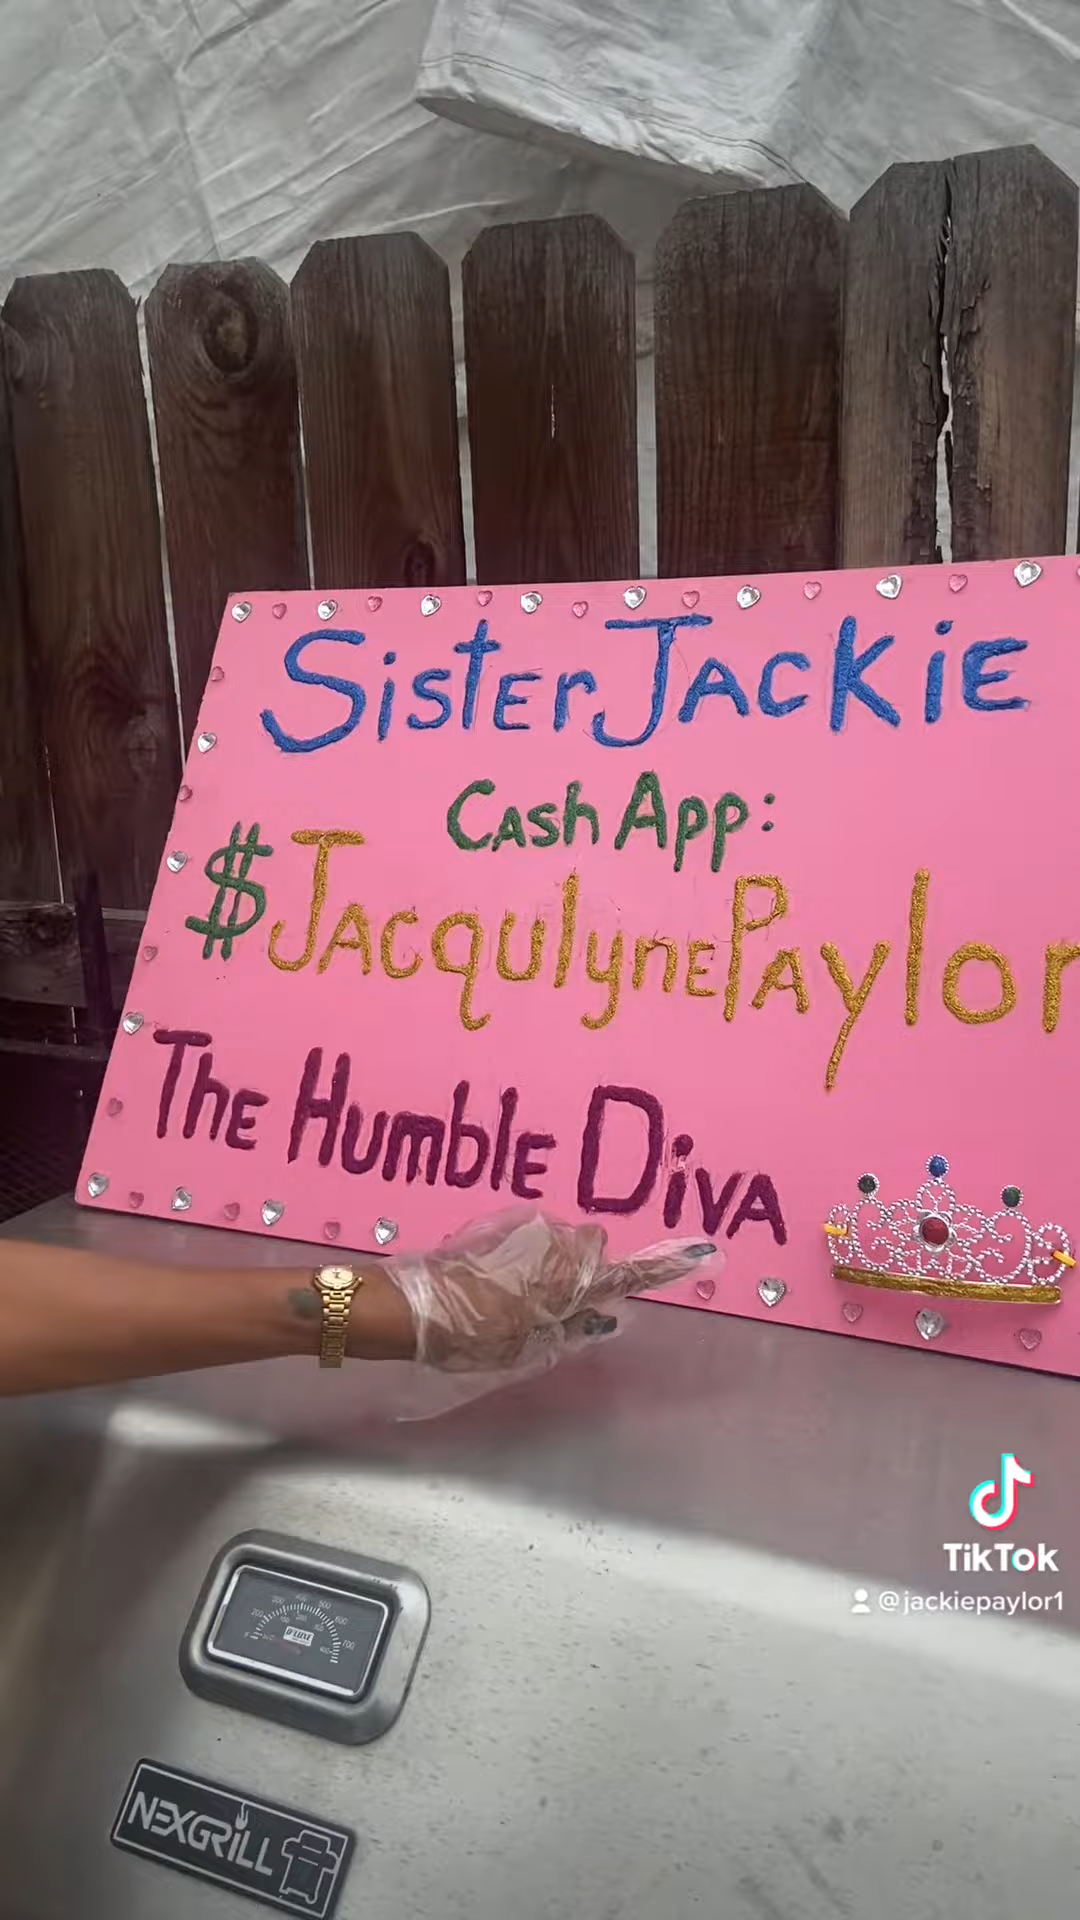 SisterJackie
Cash App:
$JacqulynePaylor
The Humble Diva
TikTok
@jackiepaylor1
NEXGRILL